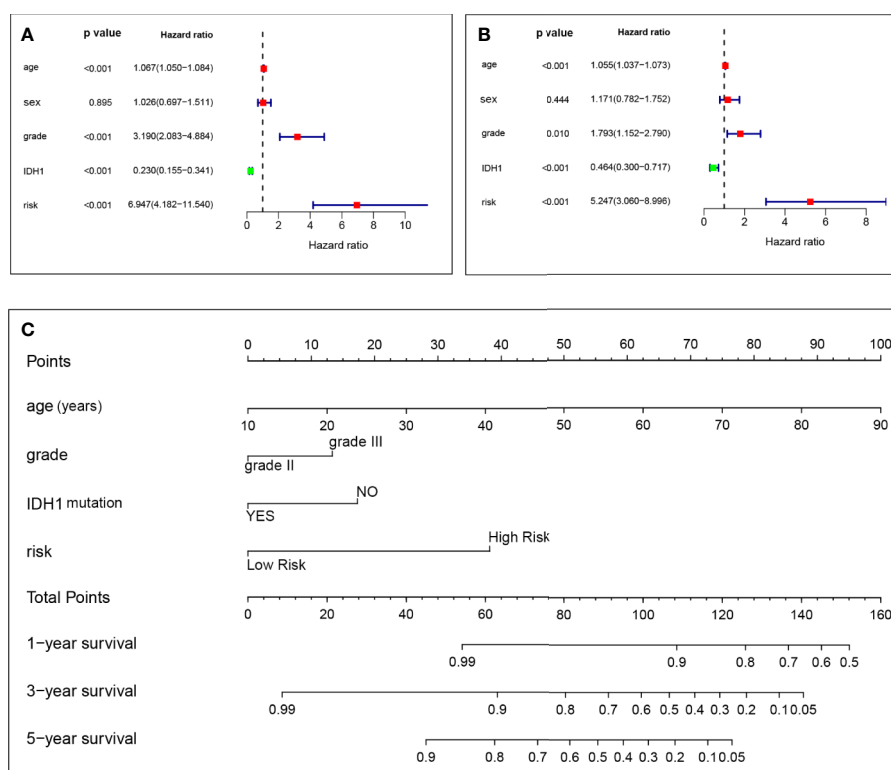 A
p value Hazard ratio
age <0.001 1.067(1.050−1.084)
sex 0.895 1.026(0.697−1.511)
grade <0.001 3.190(2.083−4.884)
IDH1 <0.001 0.230(0.155−0.341)
risk <0.001 6.947(4.182−11.540)
0 2 4 6 8 10
Hazard ratio
B
p value Hazard ratio
age <0.001 1.055(1.037−1.073)
sex 0.444 1.171(0.782−1.752)
grade 0.010 1.793(1.152−2.790)
IDH1 <0.001 0.464(0.300−0.717)
risk <0.001 5.247(3.060−8.996)
0 2 4 6 8
Hazard ratio
C
0 10 20 30 40 50 60 70 80 90 100
Points
age (years)
10 20 30 40 50 60 70 80 90
grade III
grade
grade II
NO
IDH1 mutation
YES
High Risk
risk
Low Risk
Total Points
0 20 40 60 80 100 120 140 160
1−year survival
0.99 0.9 0.8 0.7 0.6 0.5
3−year survival
0.99 0.9 0.8 0.7 0.6 0.5 0.4 0.3 0.2 0.1 0.05
5−year survival
0.9 0.8 0.7 0.6 0.5 0.4 0.3 0.2 0.1 0.05